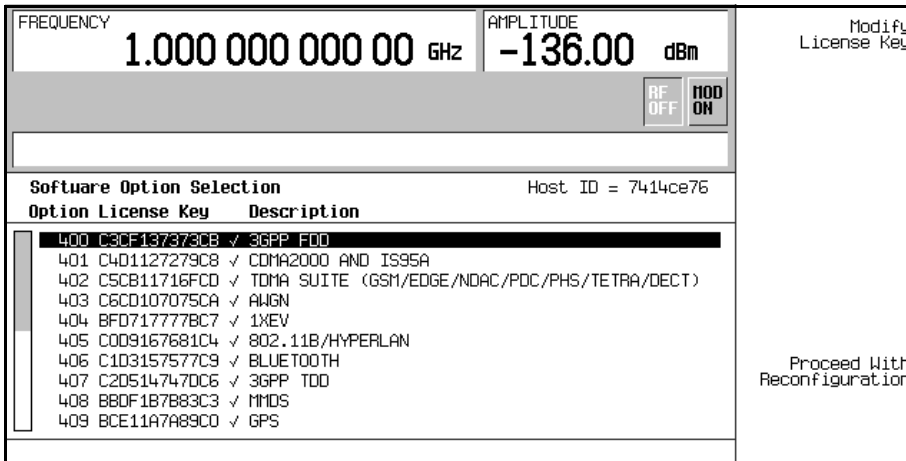 FREQUENCY
1.000 000 000 00 GHz
AMPLITUDE
-136.00 dBm
Modify
License Key
RF
OFF
MOD
ON
Software Option Selection
Host ID = 7414ce76
Option License Key Description
400 C3CF137373CB √ 3GPP FDD
401 C4D1127279C8 √ CDMA2000 AND IS95A
402 C5CB11716FCD √ TDMA SUITE (GSM/EDGE/NDAC/PDC/PHS/TETRA/DECT)
403 C6CD107075CA √ AWGN
404 BFD717777BC7 √ 1XEV
405 C0D9167681C4 √ 802.11B/HYPERLAN
406 C1D3157577C9 √ BLUETOOTH
407 C2D514747DC6 √ 3GPP TDD
408 BBDF1B7B83C3 √ MMDS
409 BCE11A7A89C0 √ GPS
Proceed With
Reconfiguration